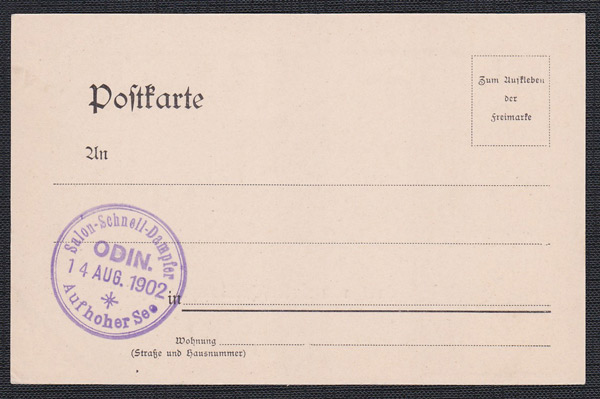 Postkarte
Zum Aufkleben
der
Freimarke
An
Salon-Schnell-Dampfer
ODIN.
14 AUG. 1902
*
Auf hoher See
in
Wohnung
(Straße und Hausnummer)